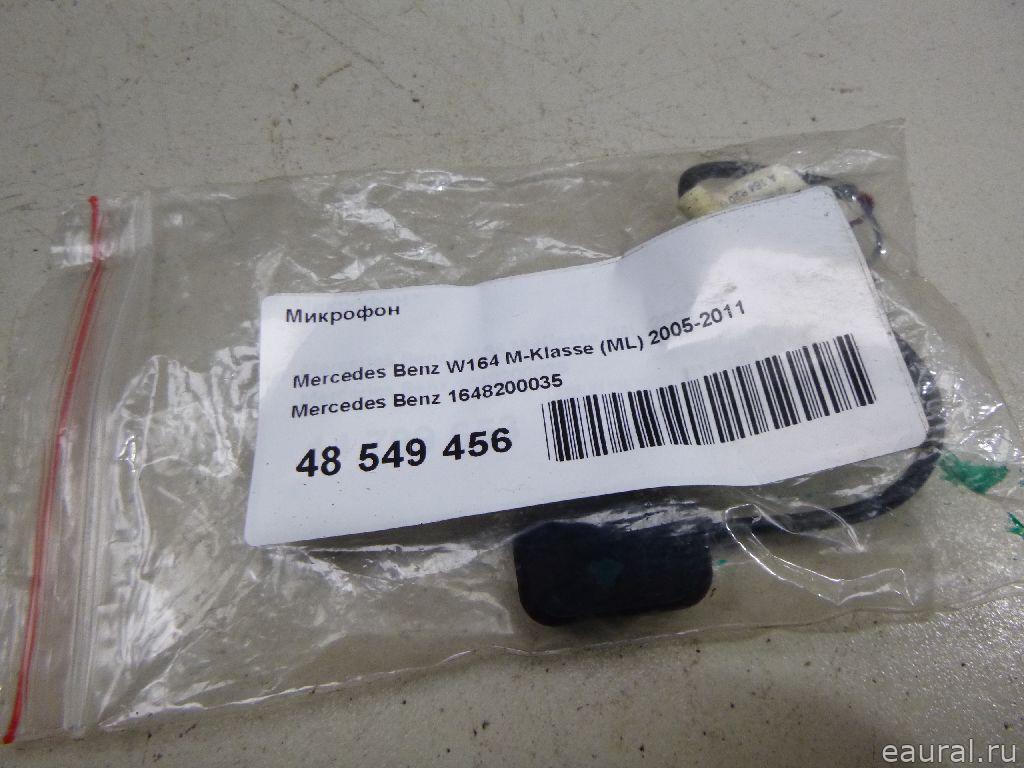 Микрофон
Mercedes Benz W164 M-Klasse (ML) 2005-2011
Mercedes Benz 1648200035
48 549 456
eaural.ru